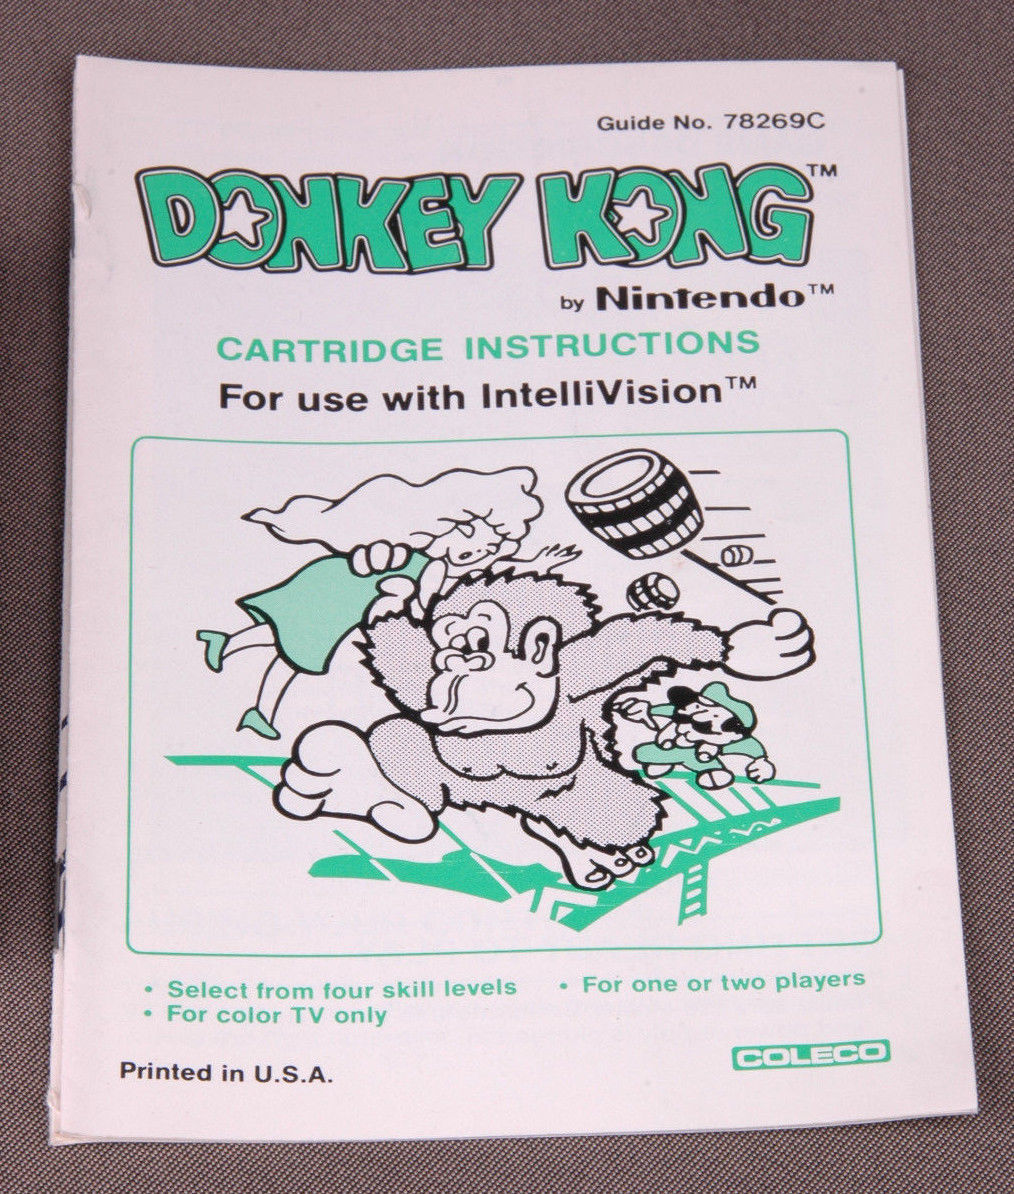 Guide No. 78269C
DONKEY KONG™
by Nintendo™
CARTRIDGE INSTRUCTIONS
For use with IntelliVision™
• Select from four skill levels • For one or two players
• For color TV only
COLECO
Printed in U.S.A.